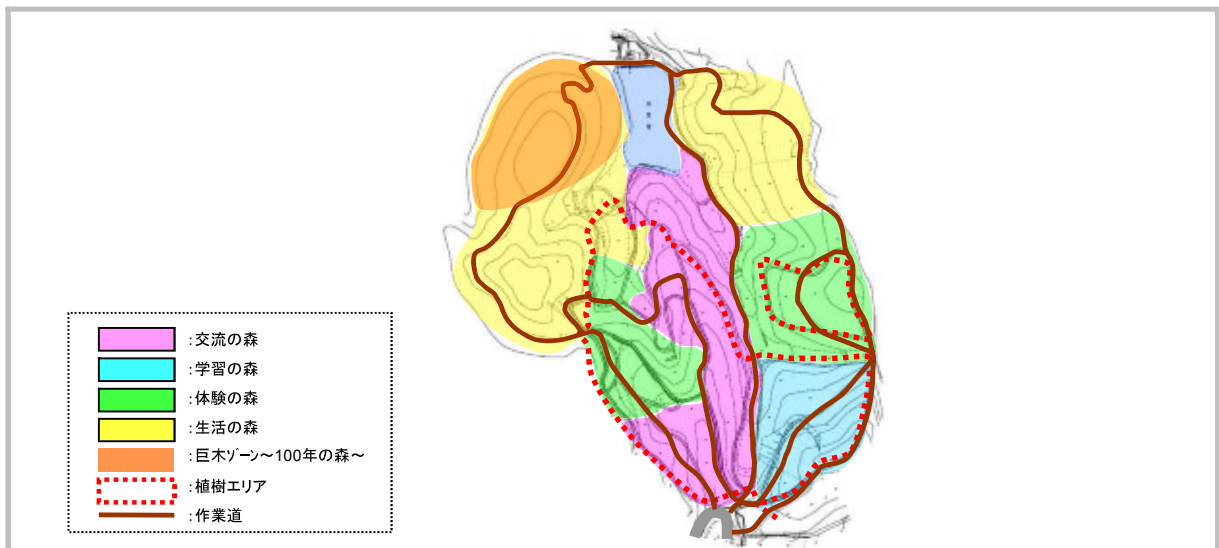 :交流の森
:学習の森
:体験の森
:生活の森
:巨木ゾーン～100年の森～
:植樹エリア
:作業道